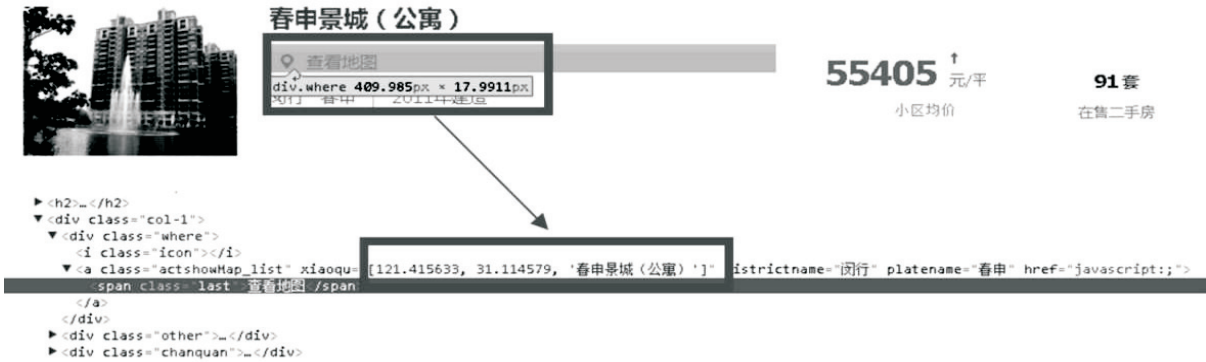 春申景城（公寓）
查看地图
div.where 409.985px × 17.9911px
闵行 春申 2011年建造
55405 ↑ 元/平
小区均价
91套
在售二手房
▶<h2>…</h2>
▼<div class="col-1">
▼<div class="where">
<i class="icon"></i>
▼<a class="actshowMap_list" xiaoqu= [121.415633, 31.114579, '春申景城（公寓）']" istrictname="闵行" platename="春申" href="javascript:;">
<span class="last">查看地图</span
</a>
</div>
▶<div class="other">…</div>
▶<div class="chanquan">…</div>